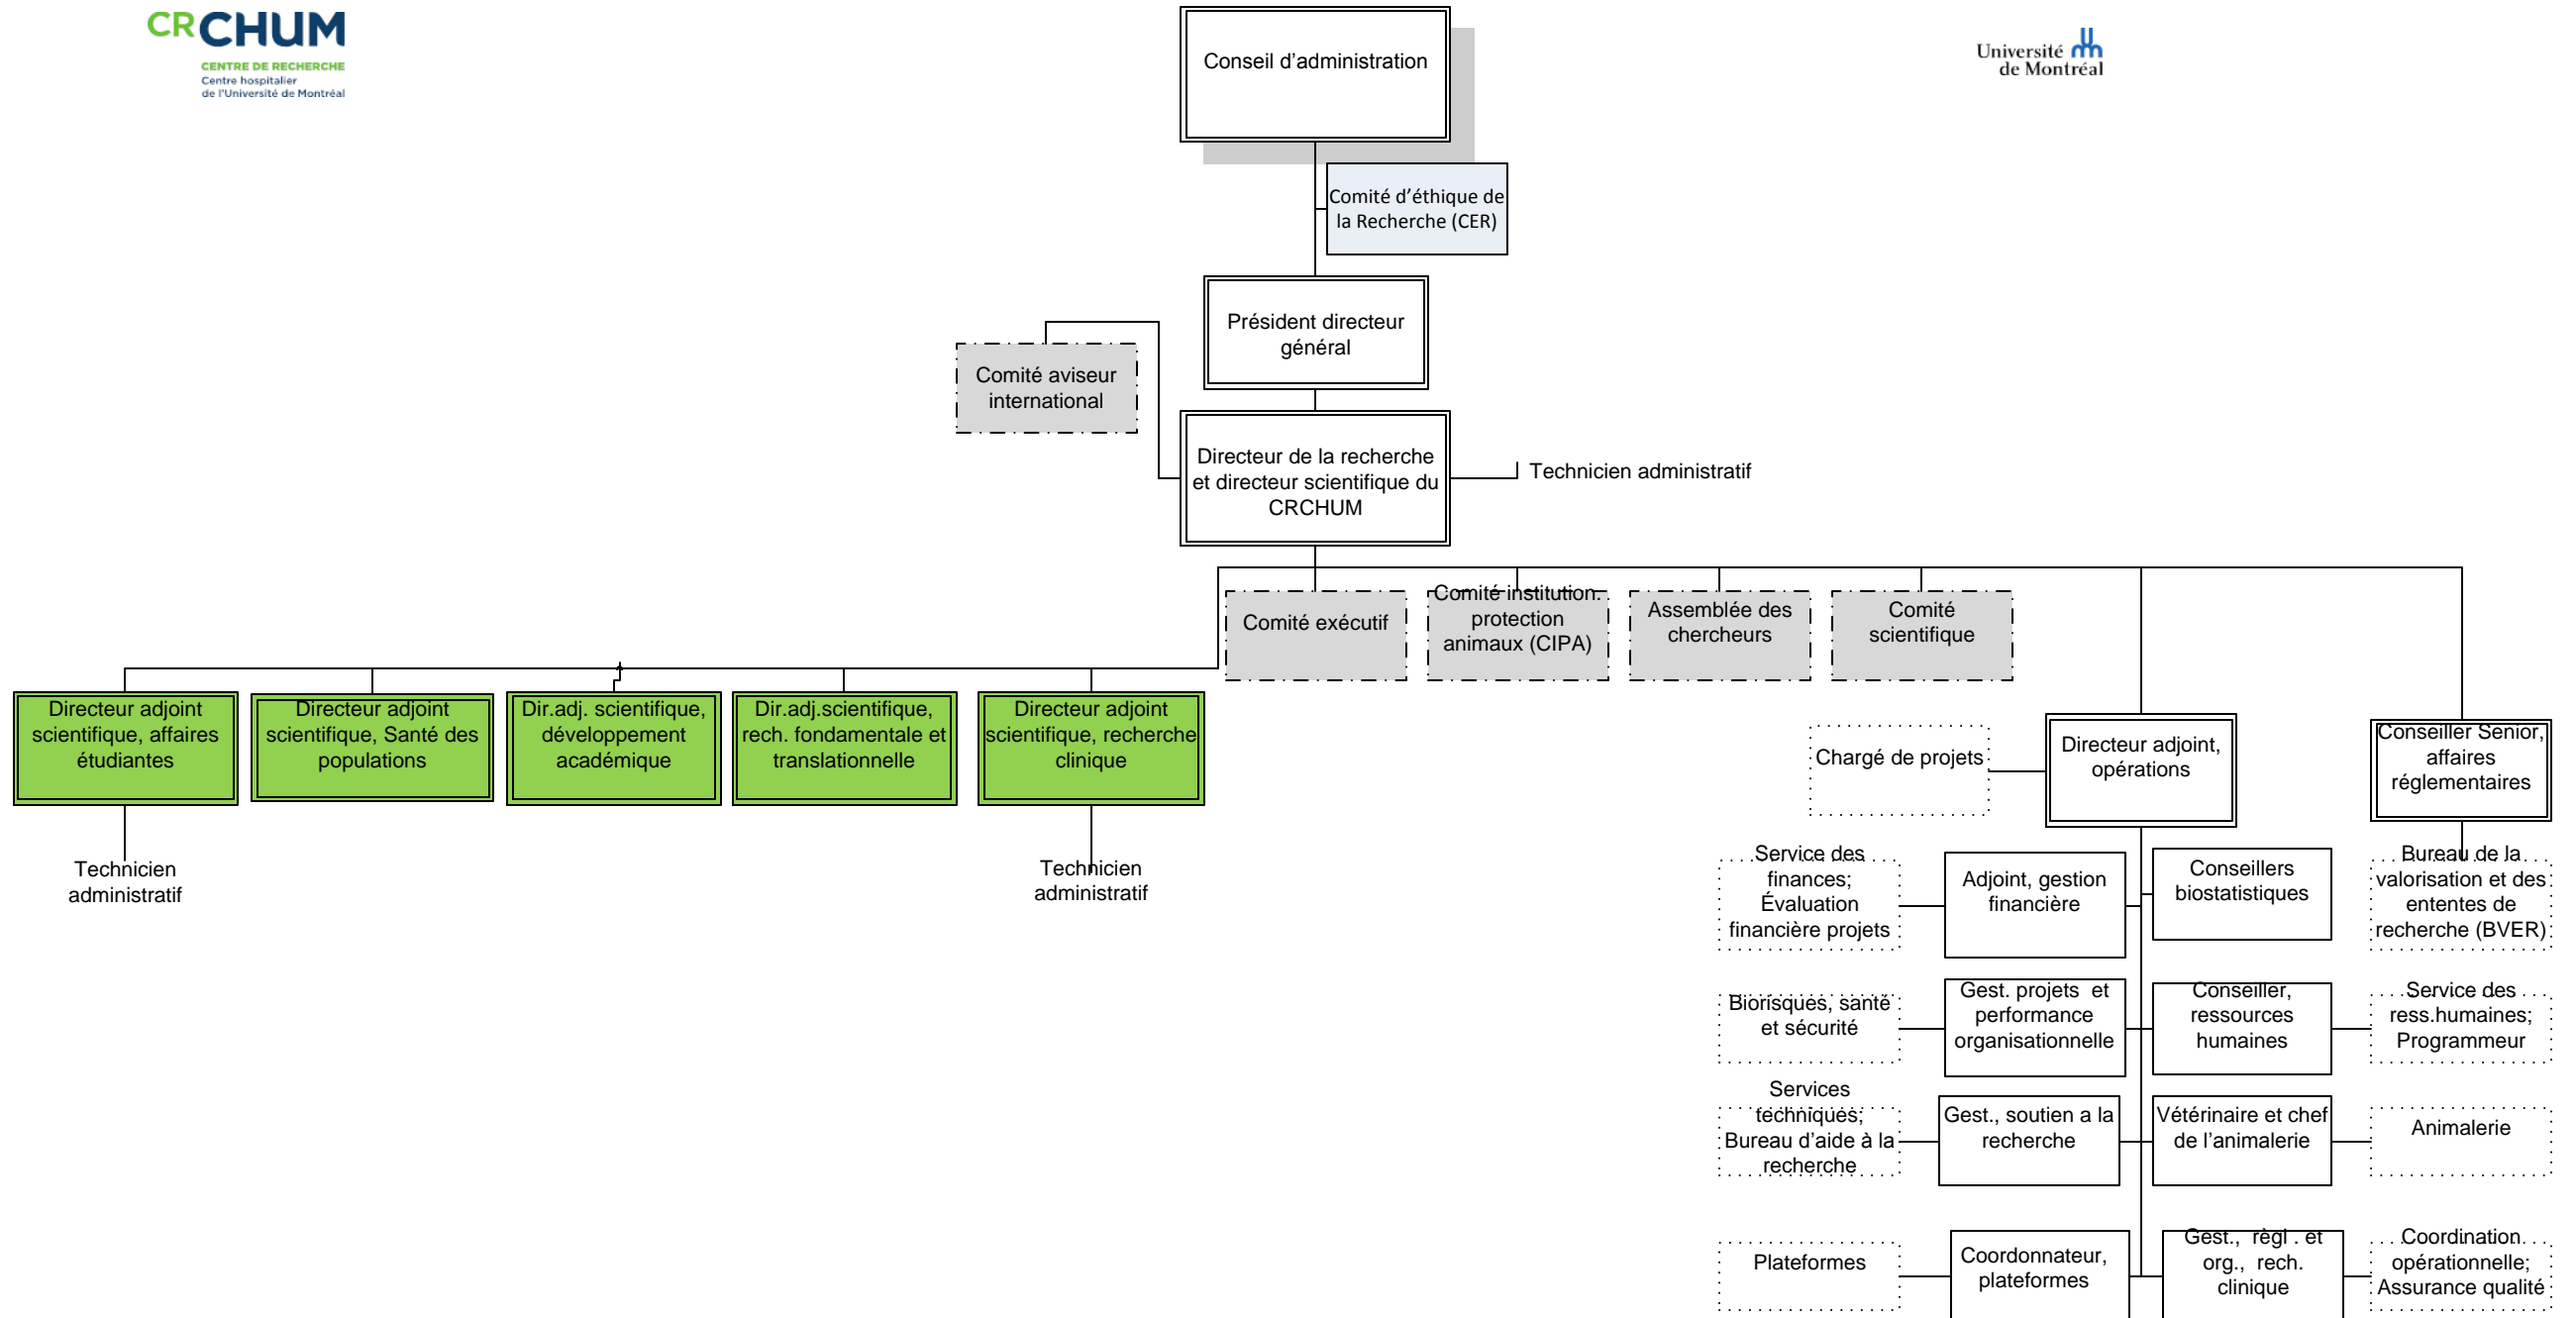 CRCHUM
CENTRE DE RECHERCHE
Centre hospitalier
de l'Université de Montréal
Université
de Montréal
Conseil d'administration
Comité d'éthique de
la Recherche (CER)
Président directeur
général
Comité aviseur
international
Directeur de la recherche
et directeur scientifique du
CRCHUM
Technicien administratif
Comité exécutif
Comité institution.
protection
animaux (CIPA)
Assemblée des
chercheurs
Comité
scientifique
Directeur adjoint
scientifique, affaires
étudiantes
Directeur adjoint
scientifique, Santé des
populations
Dir.adj. scientifique,
développement
académique
Dir.adj.scientifique,
rech. fondamentale et
translationnelle
Directeur adjoint
scientifique, recherche
clinique
Technicien
administratif
Technicien
administratif
Chargé de projets
Directeur adjoint,
opérations
Conseiller Senior,
affaires
réglementaires
Service des
finances;
Évaluation
financière projets
Adjoint, gestion
financière
Conseillers
biostatistiques
Bureau de la
valorisation et des
ententes de
recherche (BVER)
Biorisques, santé
et sécurité
Gest. projets et
performance
organisationnelle
Conseiller,
ressources
humaines
Service des
ress.humaines;
Programmeur
Services
techniques;
Bureau d'aide à la
recherche
Gest., soutien a la
recherche
Vétérinaire et chef
de l'animalerie
Animalerie
Plateformes
Coordonnateur,
plateformes
Gest., règl . et
org., rech.
clinique
Coordination
opérationnelle;
Assurance qualité